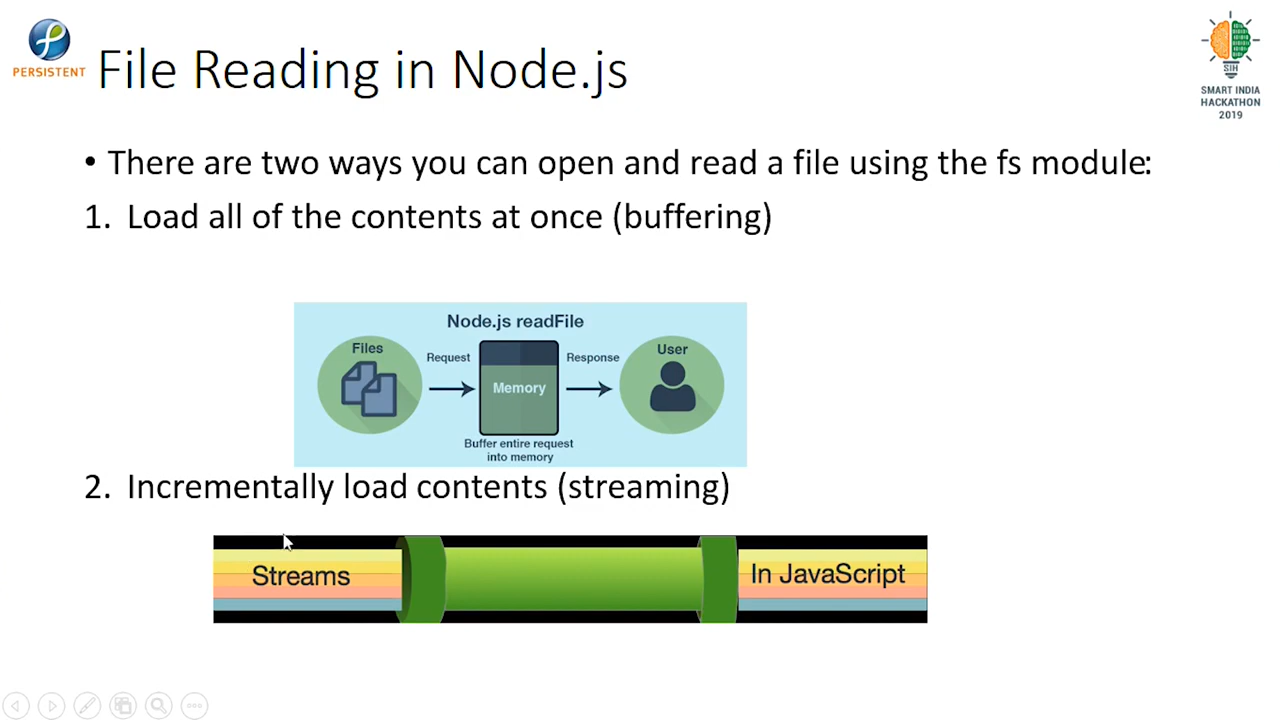 PERSISTENT
File Reading in Node.js
SIH
SMART INDIA
HACKATHON
2019
• There are two ways you can open and read a file using the fs module:
1. Load all of the contents at once (buffering)
Node.js readFile
Files
Request
Memory
Response
User
Buffer entire request
into memory
2. Incrementally load contents (streaming)
Streams
In JavaScript